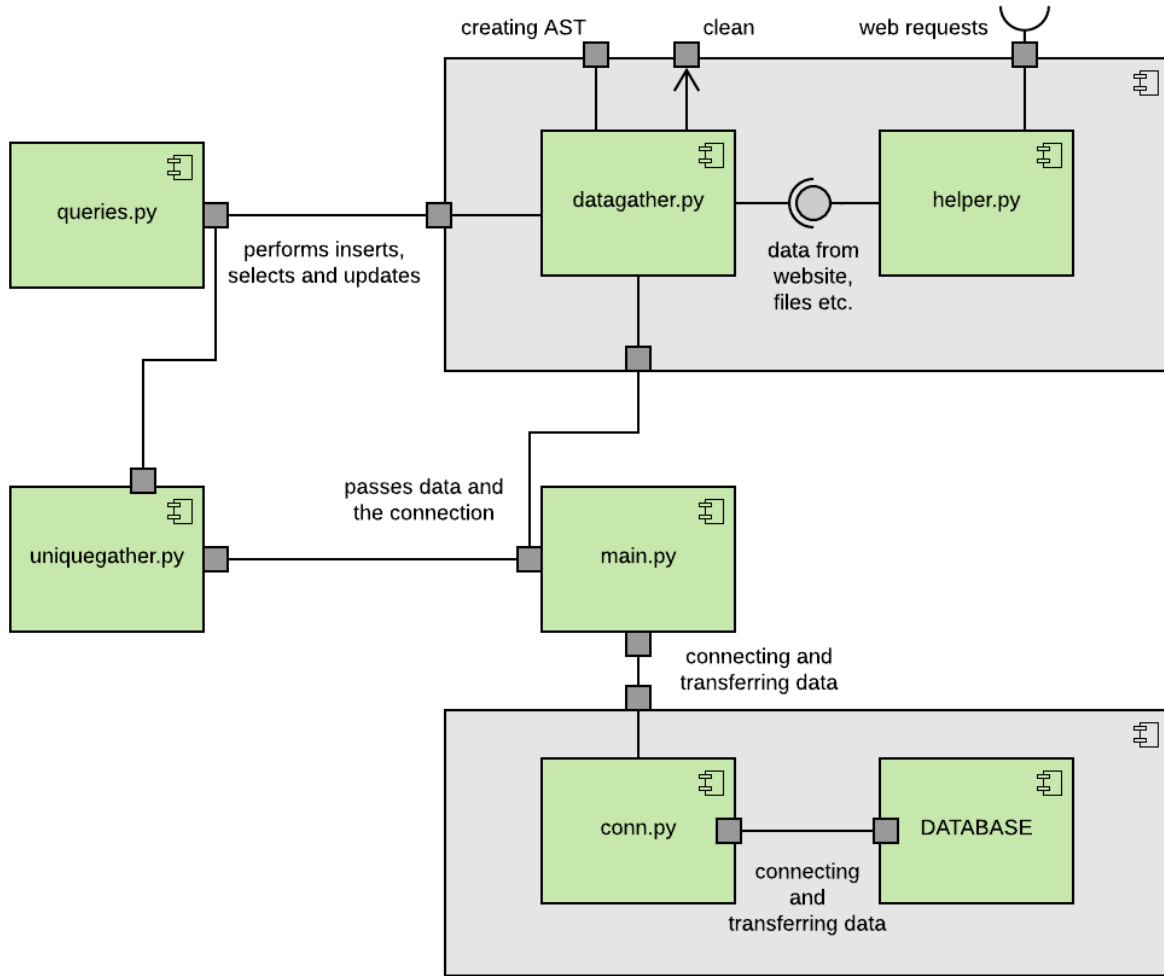 creating AST
clean
web requests
queries.py
datagather.py
helper.py
performs inserts,
selects and updates
data from
website,
files etc.
uniquegather.py
passes data and
the connection
main.py
connecting and
transferring data
conn.py
DATABASE
connecting
and
transferring data